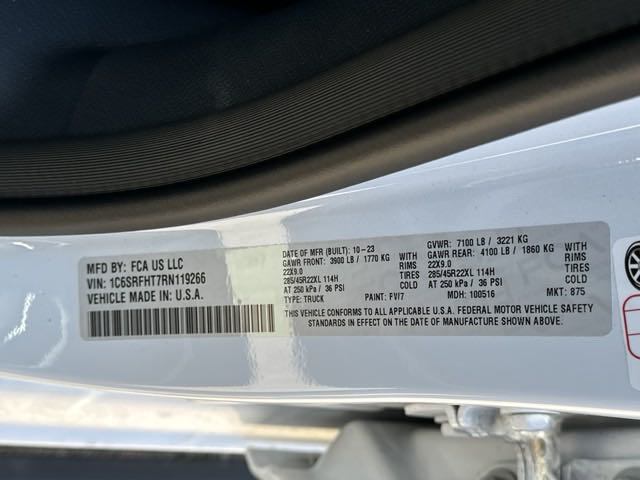 MFD BY: FCA US LLC
VIN: 1C6SRFHT7RN119266
VEHICLE MADE IN U.S.A.
DATE OF MFR (BUILT): 10-23
GVWR: 7100 LB / 3221 KG
GAWR FRONT: 3900 LB / 1770 KG
GAWR REAR: 4100 LB / 1860 KG
22X9.0 RIMS 22X9.0 RIMS
285/45R22XL 114H TIRES 285/45R22XL 114H TIRES
AT 250 kPa / 36 PSI COLD AT 250 kPa / 36 PSI COLD
TYPE: TRUCK PAINT: PVI7 MDH: 100516 MKT: 875
THIS VEHICLE CONFORMS TO ALL APPLICABLE U.S.A. FEDERAL MOTOR VEHICLE SAFETY
STANDARDS IN EFFECT ON THE DATE OF MANUFACTURE SHOWN ABOVE.